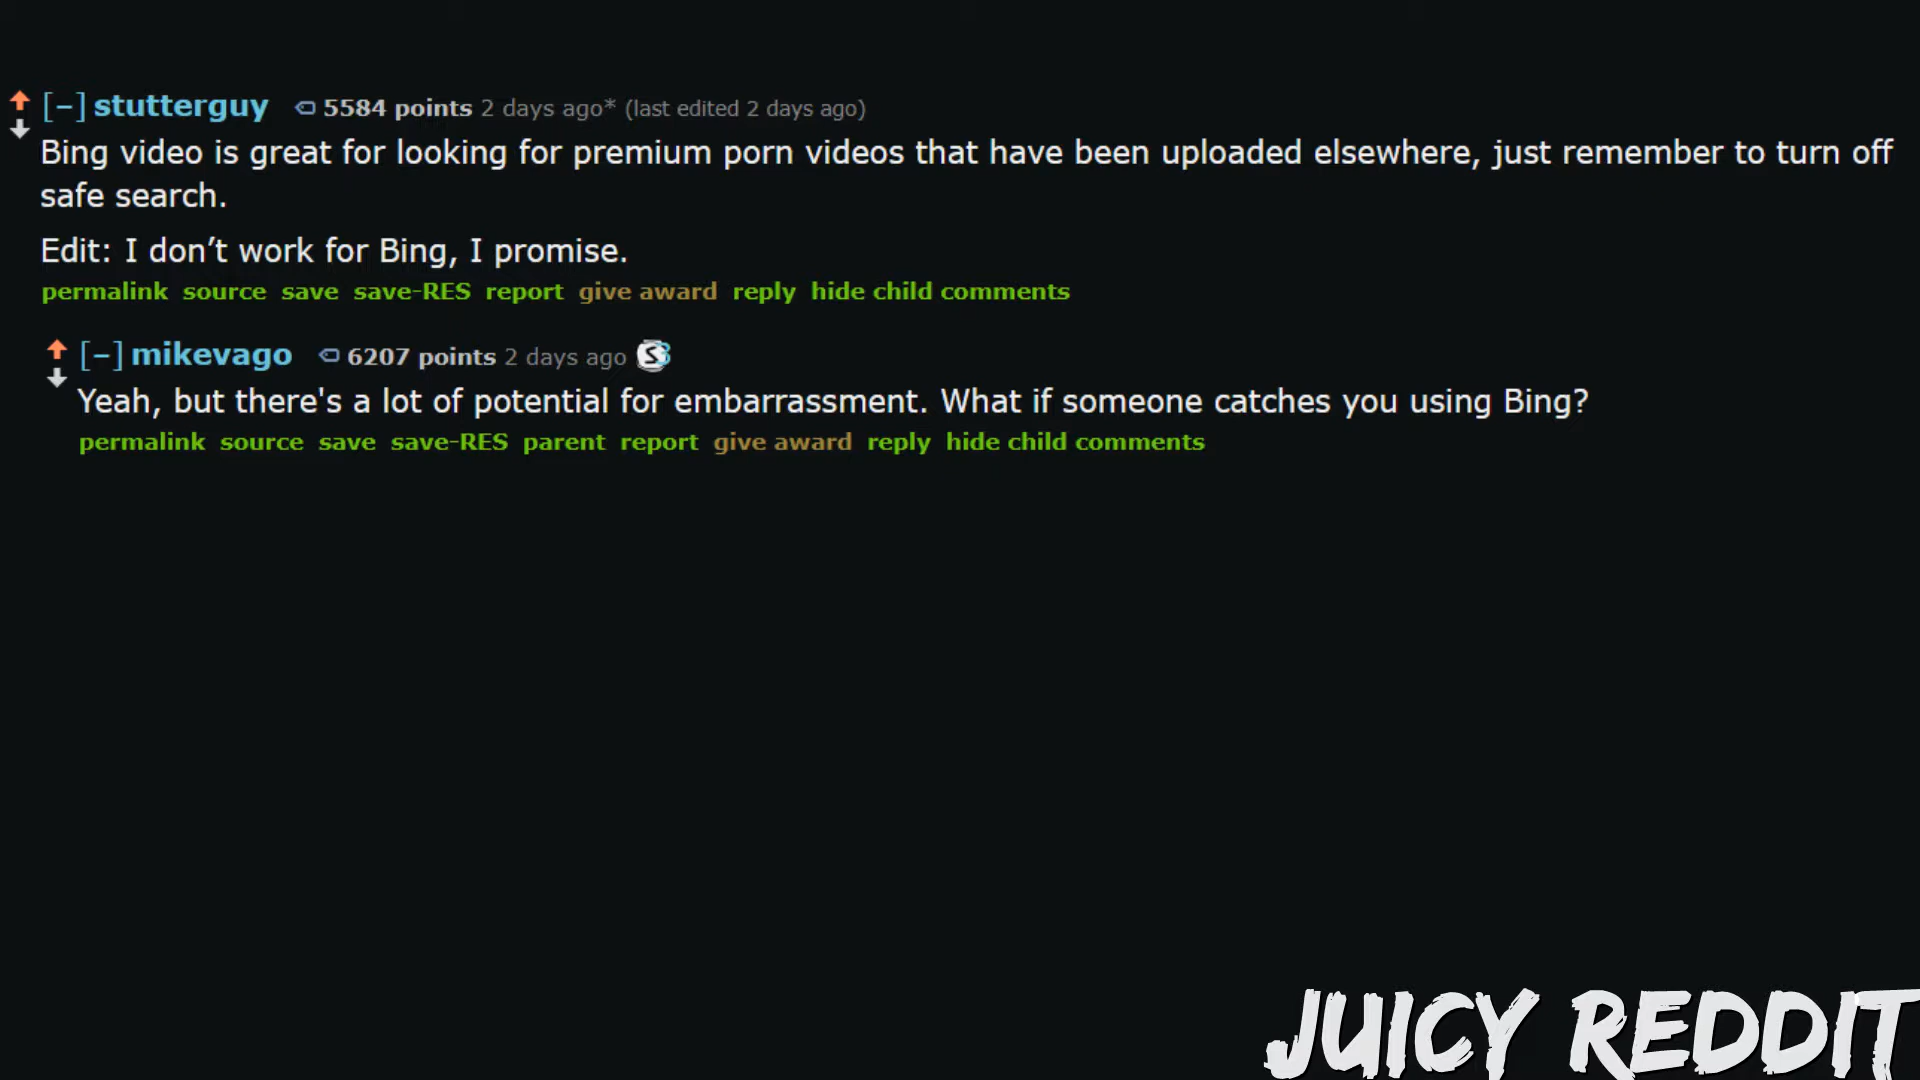 [–] stutterguy 5584 points 2 days ago* (last edited 2 days ago)
Bing video is great for looking for premium porn videos that have been uploaded elsewhere, just remember to turn off
safe search.
Edit: I don’t work for Bing, I promise.
permalink source save save-RES report give award reply hide child comments
[–] mikevago 6207 points 2 days ago S 3
Yeah, but there's a lot of potential for embarrassment. What if someone catches you using Bing?
permalink source save save-RES parent report give award reply hide child comments
JUICY REDDIT